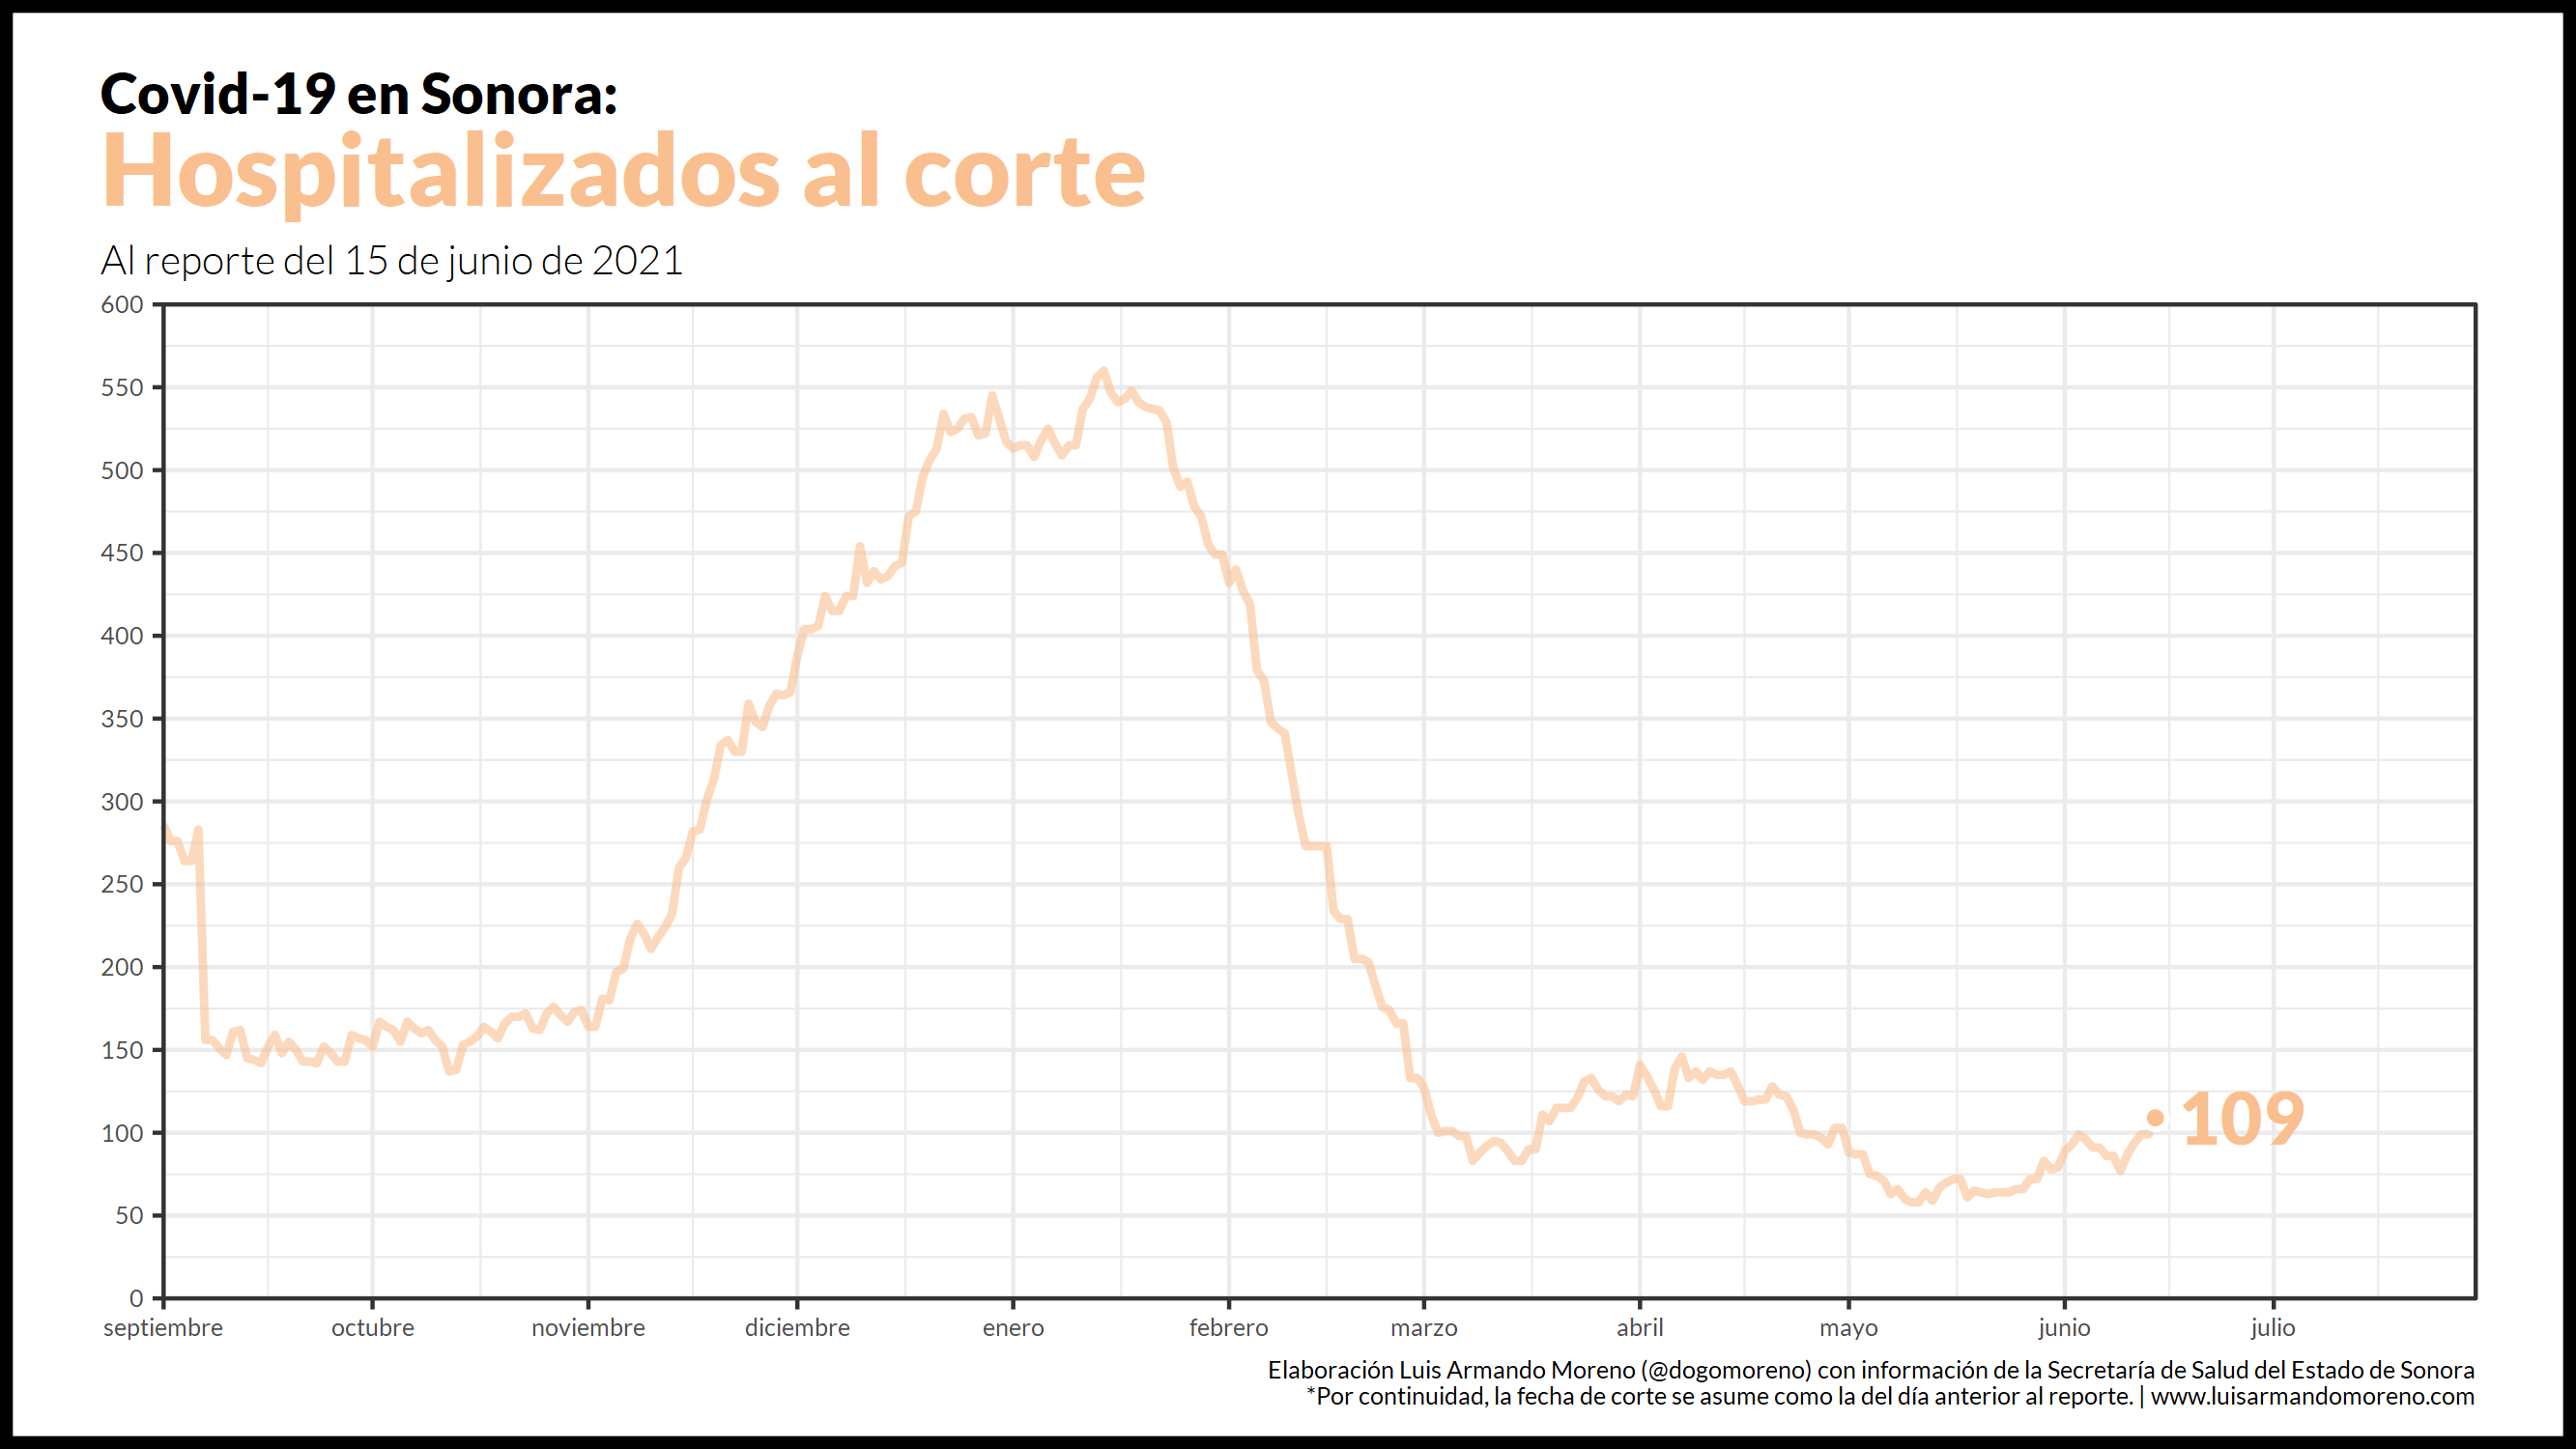 Covid-19 en Sonora:
Hospitalizados al corte
Al reporte del 15 de junio de 2021
600
550
500
450
400
350
300
250
200
150
100
50
0
109
septiembre octubre noviembre diciembre enero febrero marzo abril mayo junio julio
Elaboración Luis Armando Moreno (@dogomoreno) con información de la Secretaría de Salud del Estado de Sonora
*Por continuidad, la fecha de corte se asume como la del día anterior al reporte. | www.luisarmandomoreno.com